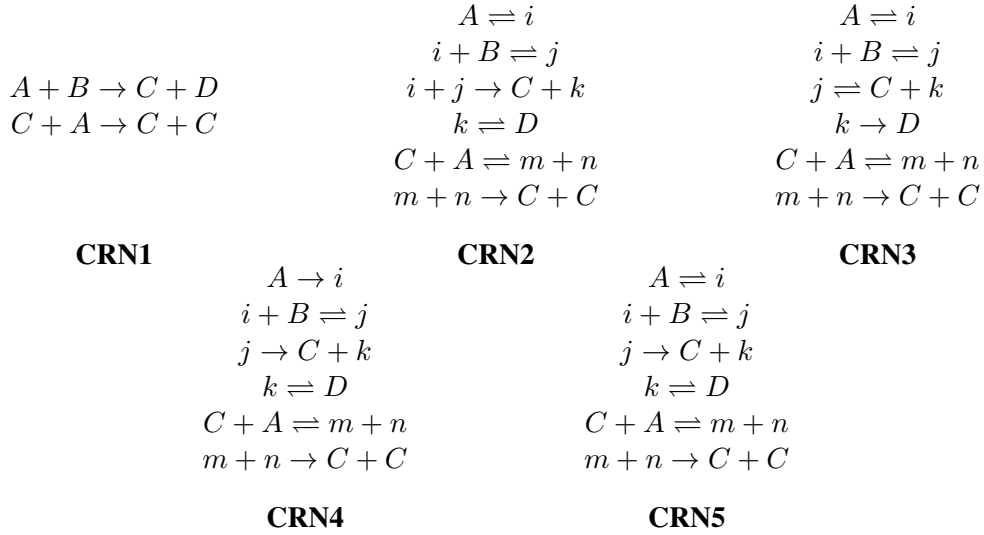 A + B → C + D
C + A → C + C
CRN1
A ⇌ i
i + B ⇌ j
i + j → C + k
k ⇌ D
C + A ⇌ m + n
m + n → C + C
CRN2
A ⇌ i
i + B ⇌ j
j ⇌ C + k
k → D
C + A ⇌ m + n
m + n → C + C
CRN3
A → i
i + B ⇌ j
j → C + k
k ⇌ D
C + A ⇌ m + n
m + n → C + C
CRN4
A ⇌ i
i + B ⇌ j
j → C + k
k ⇌ D
C + A ⇌ m + n
m + n → C + C
CRN5